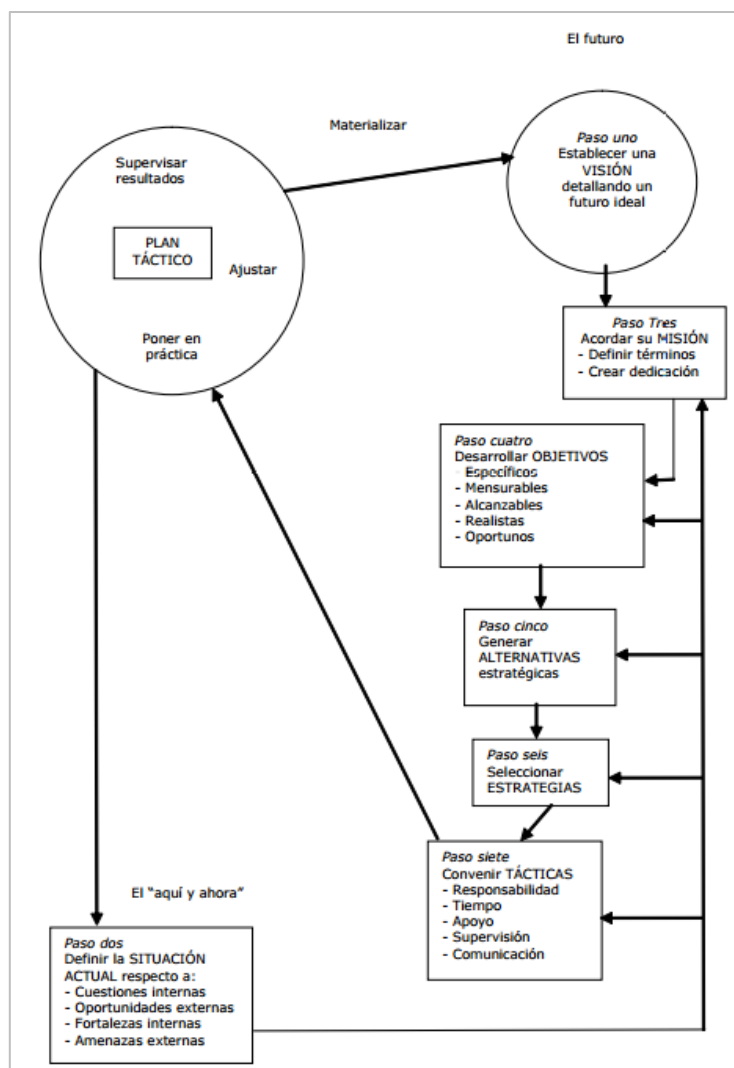 El futuro
Materializar
Paso uno
Establecer una
VISIÓN
detallando un
futuro ideal
Supervisar
resultados
PLAN
TÁCTICO
Ajustar
Poner en
práctica
Paso Tres
Acordar su MISIÓN
- Definir términos
- Crear dedicación
Paso cuatro
Desarrollar OBJETIVOS
- Específicos
- Mensurables
- Alcanzables
- Realistas
- Oportunos
Paso cinco
Generar
ALTERNATIVAS
estratégicas
Paso seis
Seleccionar
ESTRATEGIAS
Paso siete
Convenir TÁCTICAS
- Responsabilidad
- Tiempo
- Apoyo
- Supervisión
- Comunicación
El "aquí y ahora"
Paso dos
Definir la SITUACIÓN
ACTUAL respecto a:
- Cuestiones internas
- Oportunidades externas
- Fortalezas internas
- Amenazas externas